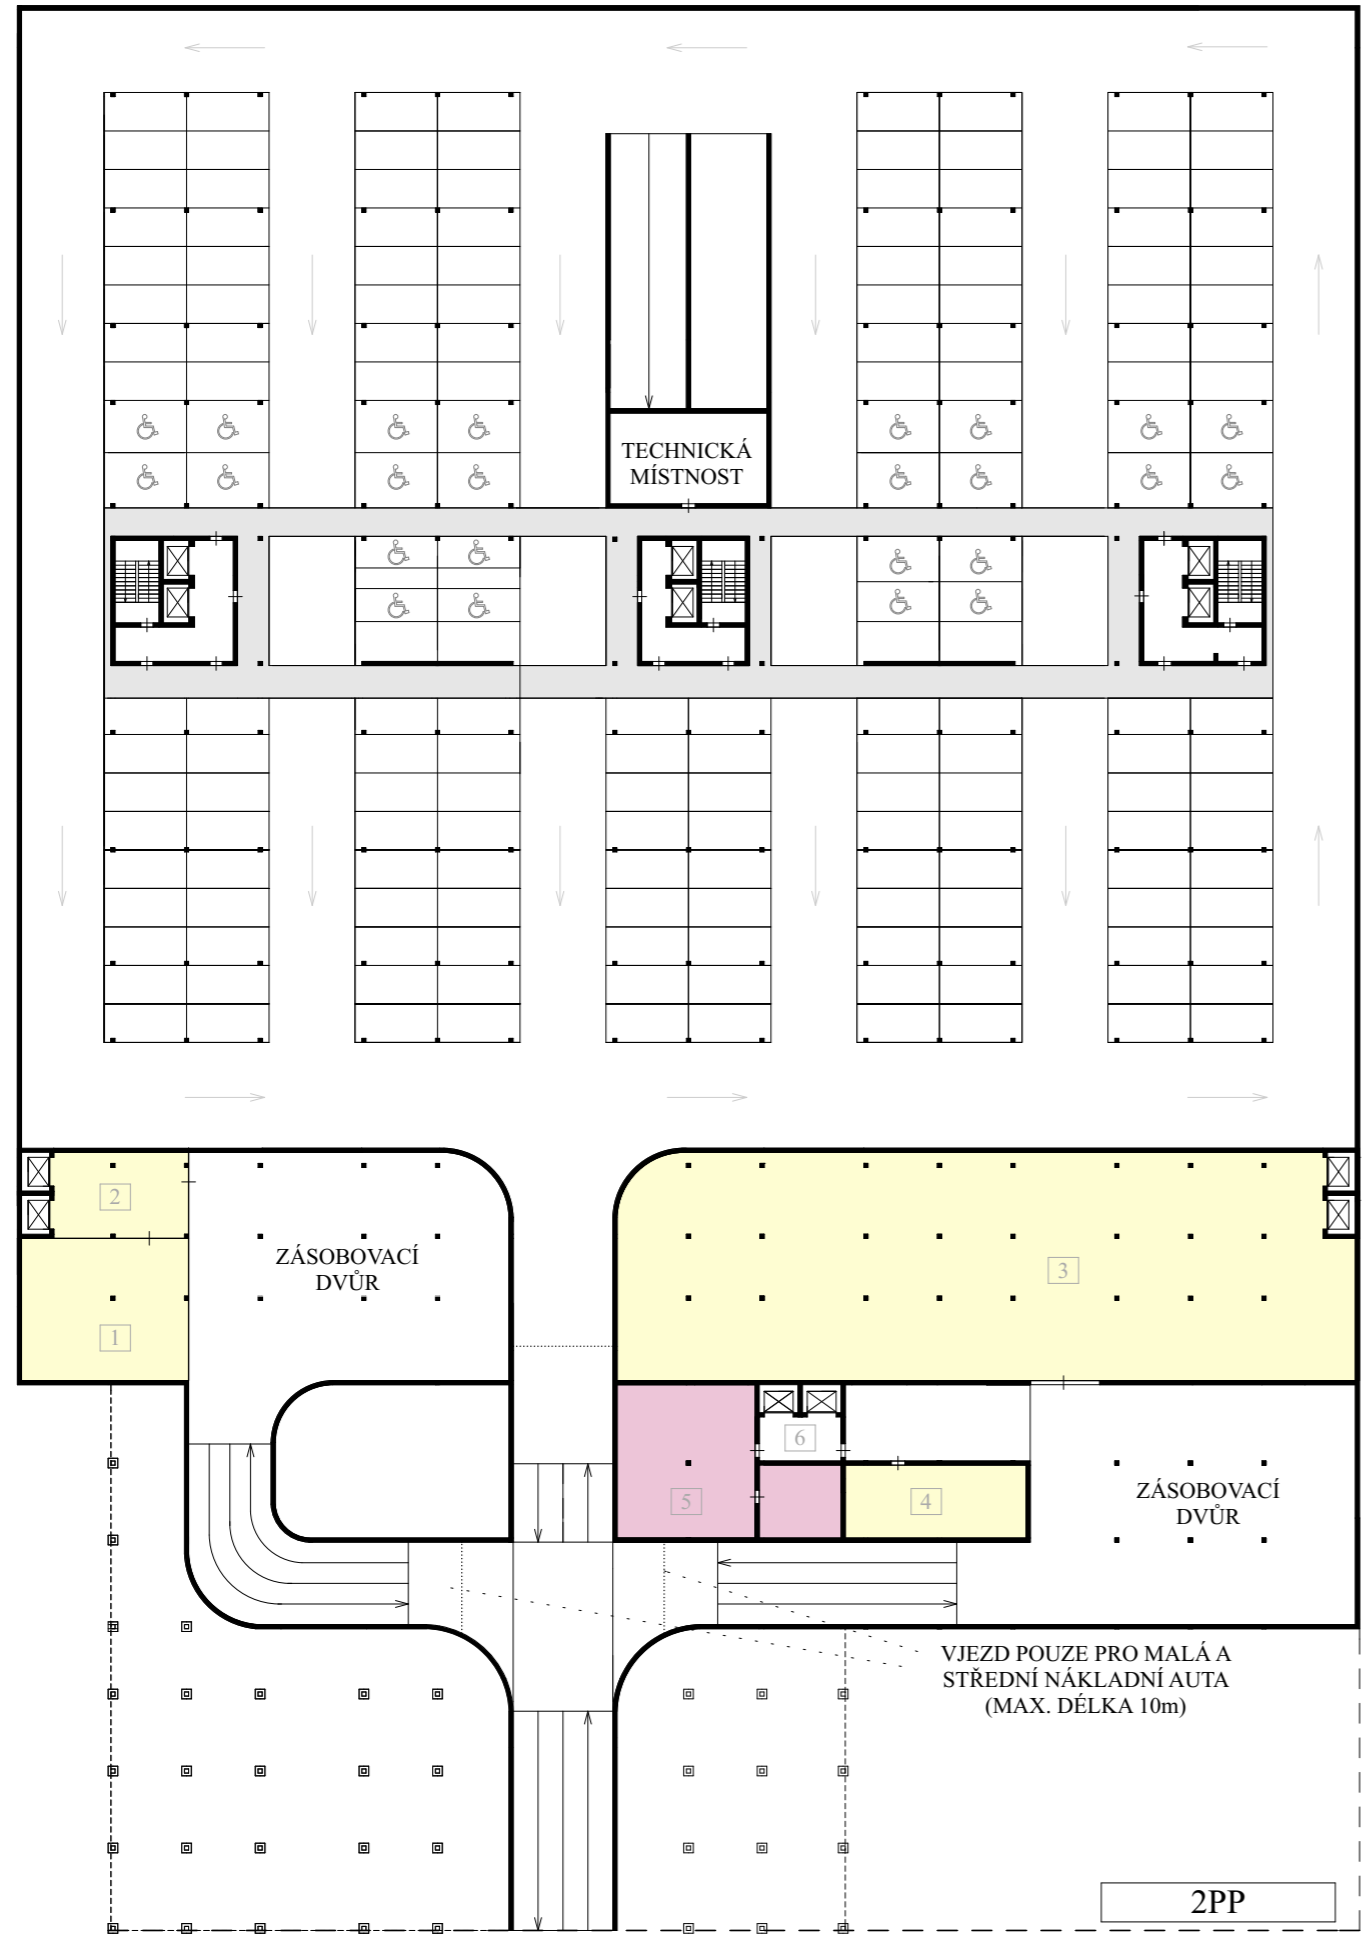 TECHNICKÁ
MÍSTNOST
2
ZÁSOBOVACÍ
DVŮR
3
1
6
5
4
ZÁSOBOVACÍ
DVŮR
VJEZD POUZE PRO MALÁ A
STŘEDNÍ NÁKLADNÍ AUTA
(MAX. DÉLKA 10m)
2PP